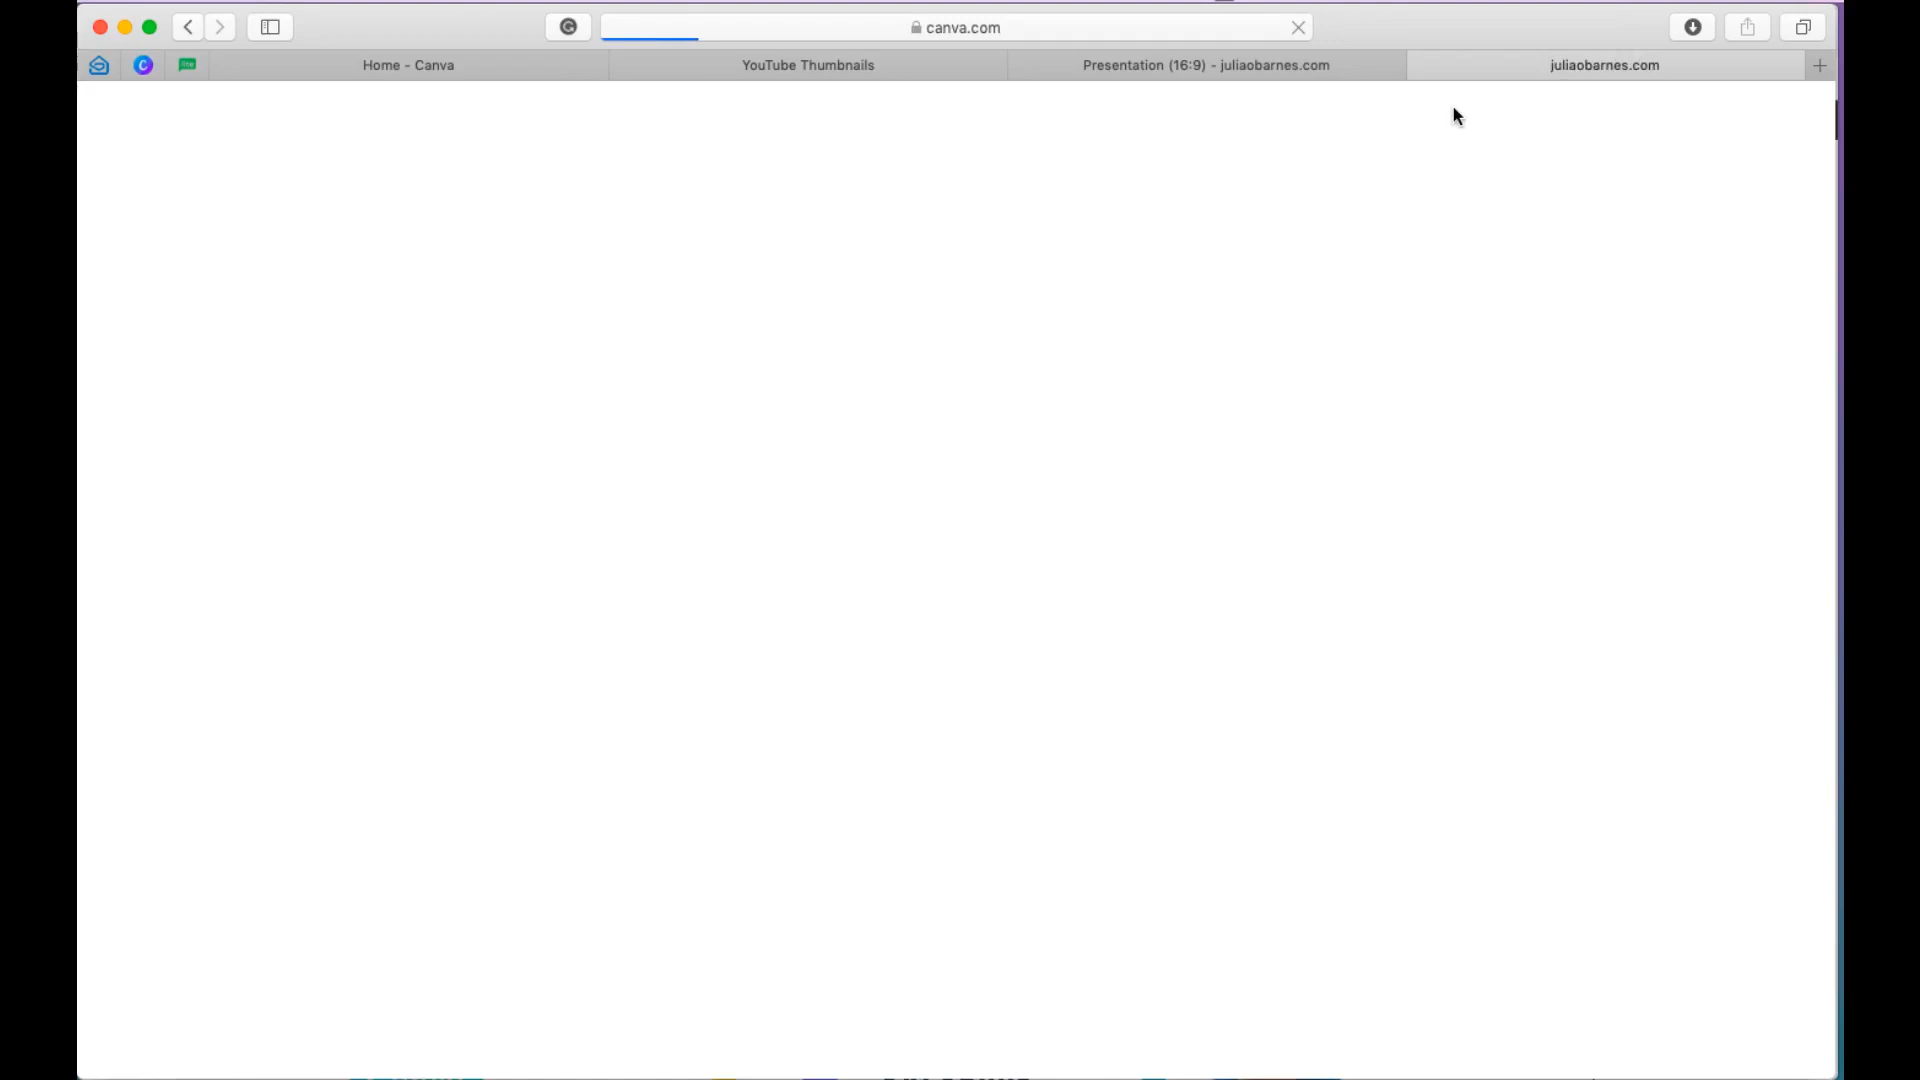 canva.com
Home - Canva
YouTube Thumbnails
Presentation (16:9) - juliaobarnes.com
juliaobarnes.com